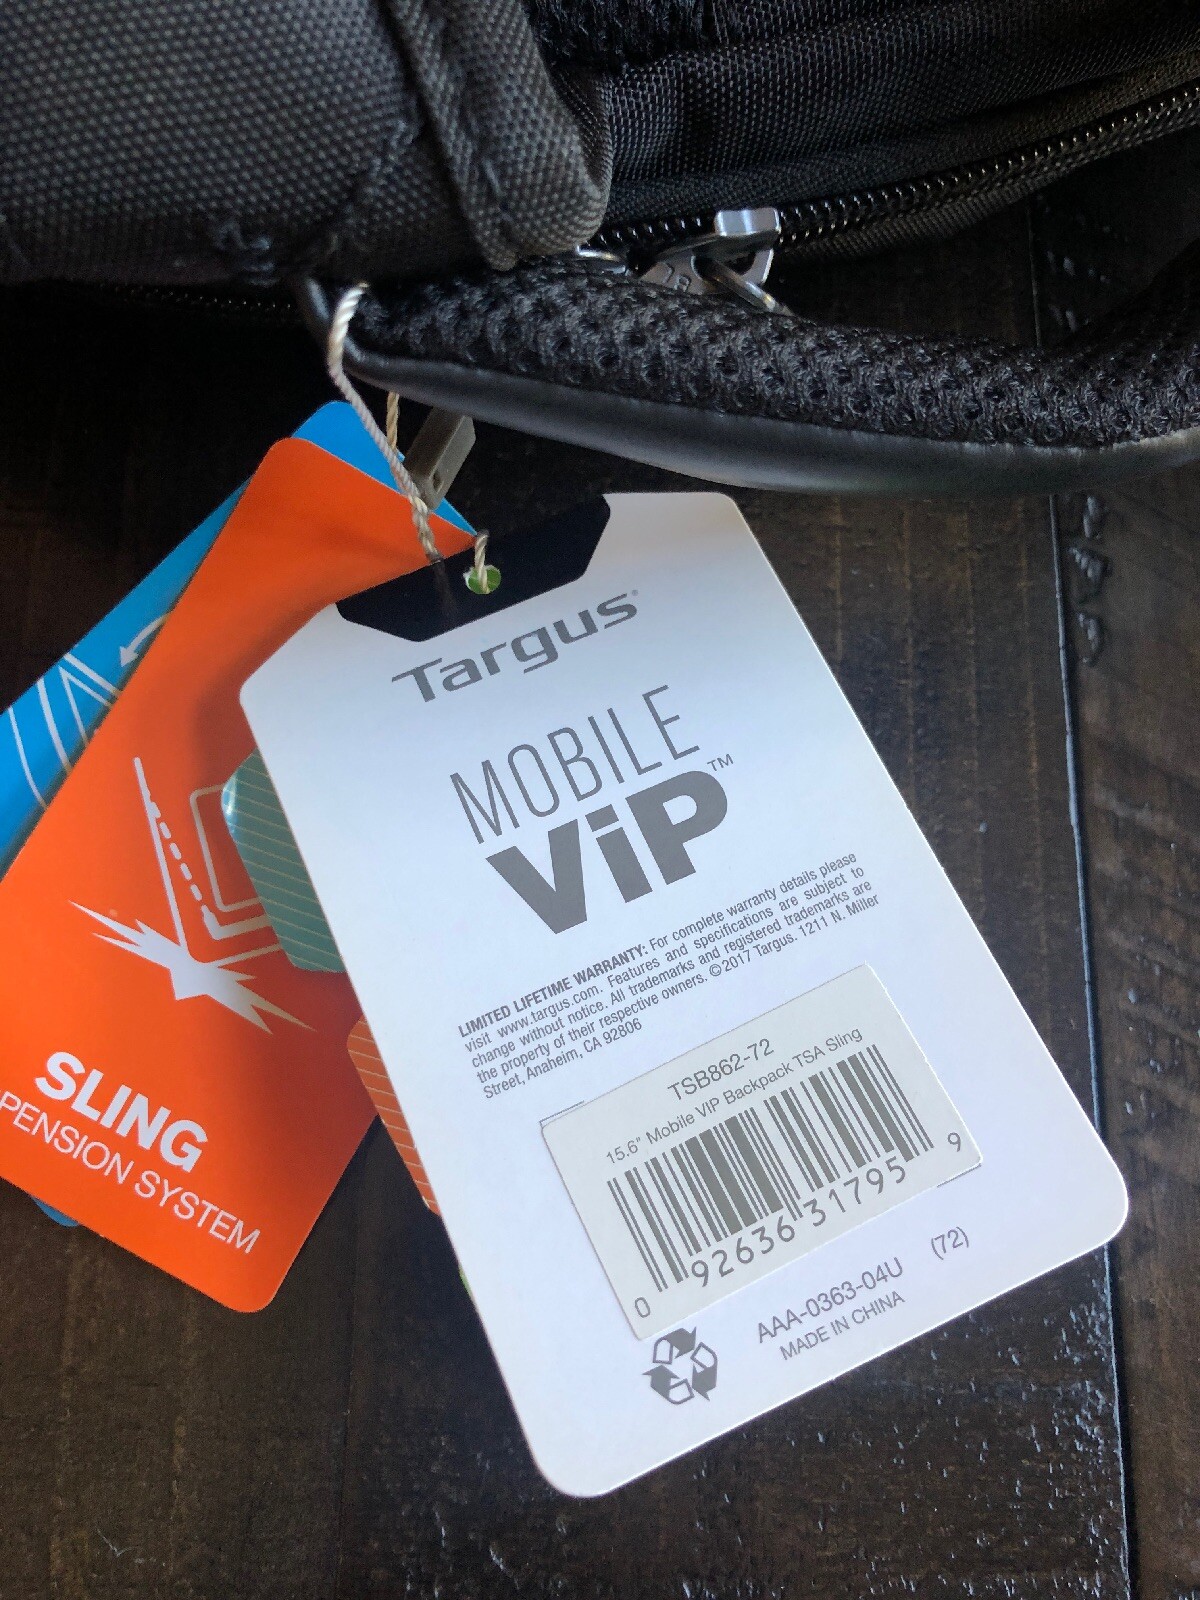 Targus®
MOBILE
ViP™
LIMITED LIFETIME WARRANTY: For complete warranty details please
visit www.targus.com. Features and specifications are subject to
change without notice. All trademarks and registered trademarks are
the property of their respective owners. ©2017 Targus. 1211 N. Miller
Street, Anaheim, CA 92806
TSB862-72
15.6" Mobile VIP Backpack TSA Sling
0 92636 31795 9
AAA-0363-04U (72)
MADE IN CHINA
SLING
PENSION SYSTEM